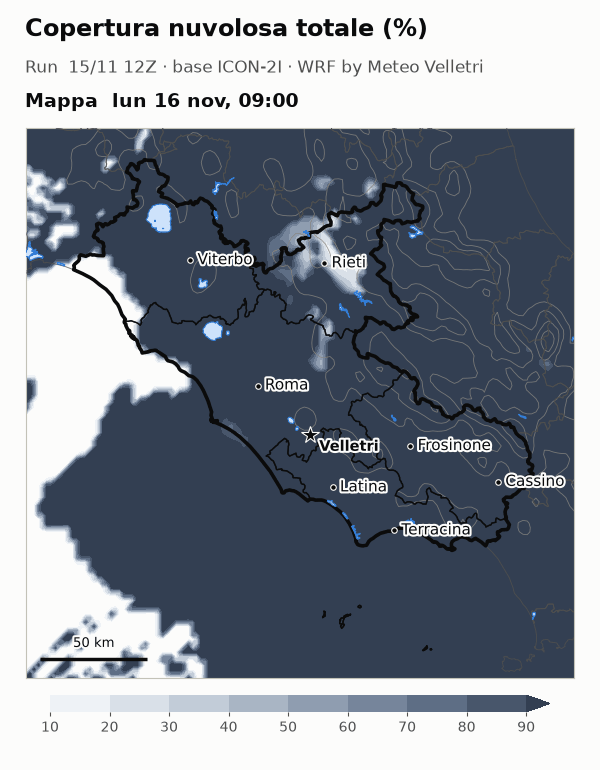 Copertura nuvolosa totale (%)
Run  15/11 12Z · base ICON-2I · WRF by Meteo Velletri
Mappa  lun 16 nov, 09:00
Viterbo
Rieti
Roma
Velletri
Frosinone
Latina
Cassino
Terracina
50 km
10 20 30 40 50 60 70 80 90